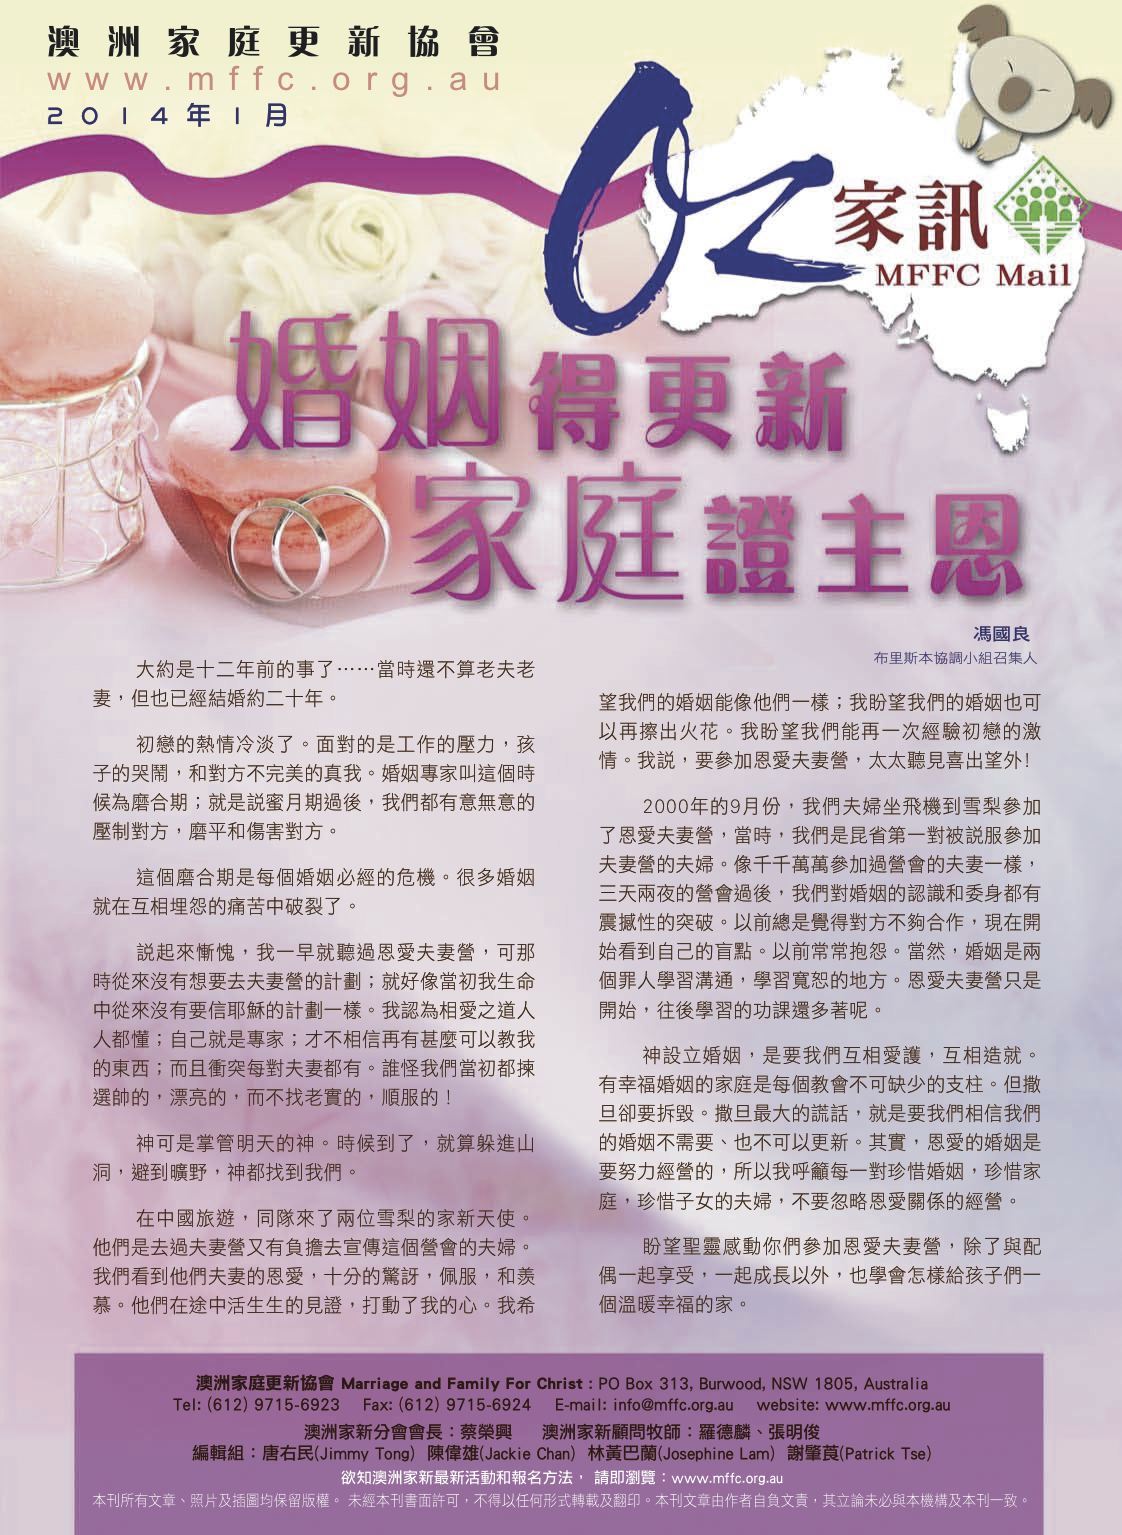 澳洲家庭更新協會
www.mffc.org.au
2014年1月
OZ 家訊
MFFC Mail
婚姻得更新
家庭證主恩
馮國良
布里斯本協調小組召集人
大約是十二年前的事了……當時還不算老夫老
妻，但也已經結婚約二十年。
初戀的熱情冷淡了。面對的是工作的壓力，孩
子的哭鬧，和對方不完美的真我。婚姻專家叫這個時
候為磨合期；就是説蜜月期過後，我們都有意無意的
壓制對方，磨平和傷害對方。
這個磨合期是每個婚姻必經的危機。很多婚姻
就在互相埋怨的痛苦中破裂了。
説起來慚愧，我一早就聽過恩愛夫妻營，可那
時從來沒有想要去夫妻營的計劃；就好像當初我生命
中從來沒有要信耶穌的計劃一樣。我認為相愛之道人
人都懂；自己就是專家；才不相信再有甚麼可以教我
的東西；而且衝突每對夫妻都有。誰怪我們當初都揀
選帥的，漂亮的，而不找老實的，順服的！
神可是掌管明天的神。時候到了，就算躲進山
洞，避到曠野，神都找到我們。
在中國旅遊，同隊來了兩位雪梨的家新天使。
他們是去過夫妻營又有負擔去宣傳這個營會的夫婦。
我們看到他們夫妻的恩愛，十分的驚訝，佩服，和羨
慕。他們在途中活生生的見證，打動了我的心。我希
望我們的婚姻能像他們一樣；我盼望我們的婚姻也可
以再擦出火花。我盼望我們能再一次經驗初戀的激
情。我説，要參加恩愛夫妻營，太太聽見喜出望外！
2000年的9月份，我們夫婦坐飛機到雪梨參加
了恩愛夫妻營，當時，我們是昆省第一對被説服參加
夫妻營的夫婦。像千千萬萬參加過營會的夫妻一樣，
三天兩夜的營會過後，我們對婚姻的認識和委身都有
震撼性的突破。以前總是覺得對方不夠合作，現在開
始看到自己的盲點。以前常常抱怨。當然，婚姻是兩
個罪人學習溝通，學習寬恕的地方。恩愛夫妻營只是
開始，往後學習的功課還多著呢。
神設立婚姻，是要我們互相愛護，互相造就。
有幸福婚姻的家庭是每個教會不可缺少的支柱。但撒
旦卻要拆毀。撒旦最大的謊話，就是要我們相信我們
的婚姻不需要、也不可以更新。其實，恩愛的婚姻是
要努力經營的，所以我呼籲每一對珍惜婚姻，珍惜家
庭，珍惜子女的夫婦，不要忽略恩愛關係的經營。
盼望聖靈感動你們參加恩愛夫妻營，除了與配
偶一起享受，一起成長以外，也學會怎樣給孩子們一
個溫暖幸福的家。
澳洲家庭更新協會 Marriage and Family For Christ : PO Box 313, Burwood, NSW 1805, Australia
Tel: (612) 9715-6923 Fax: (612) 9715-6924 E-mail: info@mffc.org.au website: www.mffc.org.au
澳洲家新分會會長：蔡榮興 澳洲家新顧問牧師：羅德麟、張明俊
編輯組：唐右民(Jimmy Tong) 陳偉雄(Jackie Chan) 林黃巴蘭(Josephine Lam) 謝肇莨(Patrick Tse)
欲知澳洲家新最新活動和報名方法，請即瀏覽：www.mffc.org.au
本刊所有文章、照片及插圖均保留版權。 未經本刊書面許可，不得以任何形式轉載及翻印。本刊文章由作者自負文責，其立論未必與本機構及本刊一致。